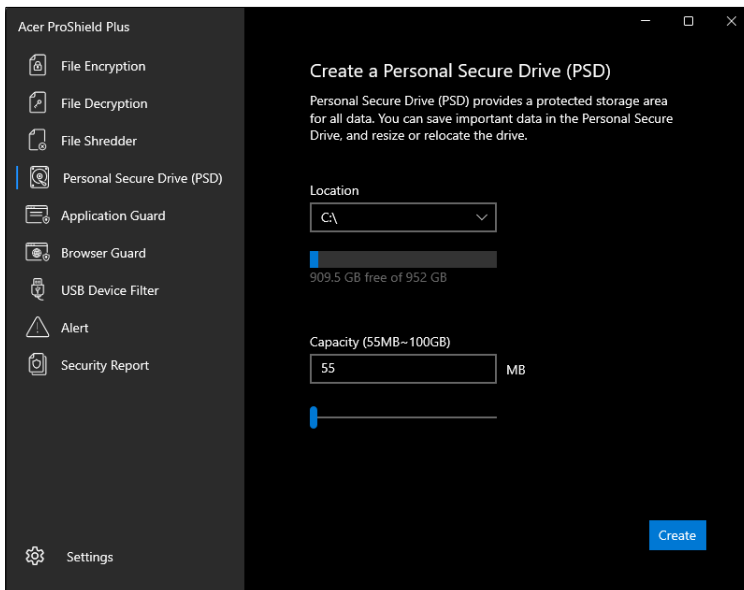 Acer ProShield Plus
File Encryption
File Decryption
File Shredder
Personal Secure Drive (PSD)
Application Guard
Browser Guard
USB Device Filter
Alert
Security Report
Settings
Create a Personal Secure Drive (PSD)
Personal Secure Drive (PSD) provides a protected storage area
for all data. You can save important data in the Personal Secure
Drive, and resize or relocate the drive.
Location
C:\
909.5 GB free of 952 GB
Capacity (55MB~100GB)
55 MB
Create